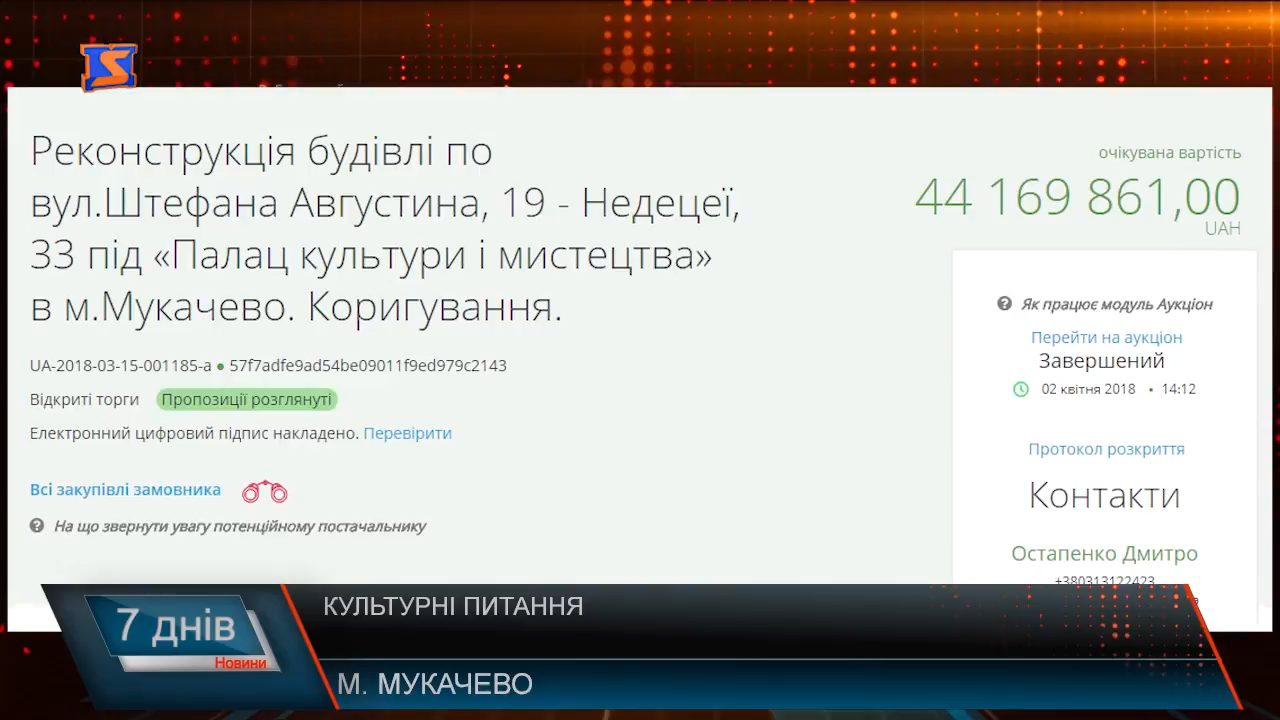 Реконструкція будівлі по
вул.Штефана Августина, 19 - Недецеї,
33 під «Палац культури і мистецтва»
в м.Мукачево. Коригування.
очікувана вартість
44 169 861,00
UAH
UA-2018-03-15-001185-a ● 57f7adfe9ad54be09011f9ed979c2143
Відкриті торги Пропозиції розглянуті
Електронний цифровий підпис накладено. Перевірити
Всі закупівлі замовника
На що звернути увагу потенційному постачальнику
Як працює модуль Аукціон
Перейти на аукціон
Завершений
02 квітня 2018 • 14:12
Протокол розкриття
Контакти
Остапенко Дмитро
+380313122423
7 днів
Новини
КУЛЬТУРНІ ПИТАННЯ
М. МУКАЧЕВО